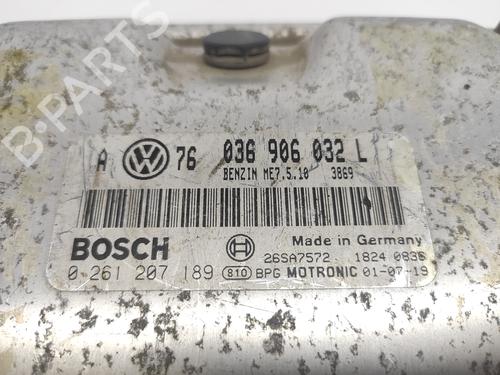 B-PARTS
A VW 76 036 906 032 L
BENZIN ME7.5.10 3869
BOSCH
Made in Germany
26SA7572 1824 0836
0 261 207 189 810 BPG MOTRONIC 01-07-19